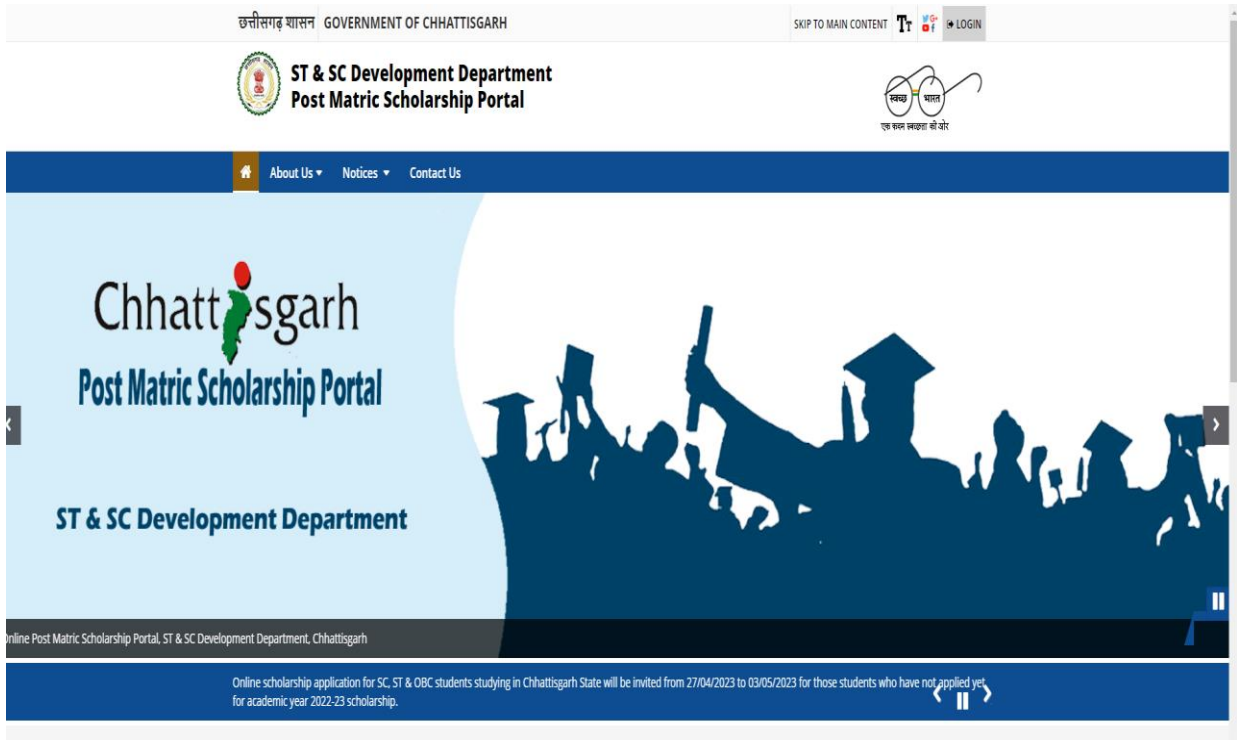 छत्तीसगढ़ शासन GOVERNMENT OF CHHATTISGARH
SKIP TO MAIN CONTENT TT LOGIN
ST & SC Development Department
Post Matric Scholarship Portal
स्वच्छ भारत
एक कदम स्वच्छता की ओर
About Us Notices Contact Us
Chhattisgarh
Post Matric Scholarship Portal
ST & SC Development Department
Online Post Matric Scholarship Portal, ST & SC Development Department, Chhattisgarh
Online scholarship application for SC, ST & OBC students studying in Chhattisgarh State will be invited from 27/04/2023 to 03/05/2023 for those students who have not applied yet
for academic year 2022-23 scholarship.